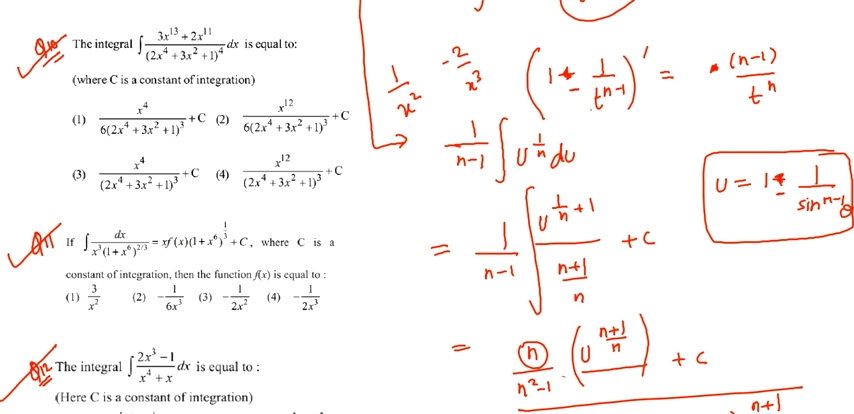 Q10 The integral ∫ (3x^13 + 2x^11)/(2x^4 + 3x^2 + 1)^4 dx is equal to:
(where C is a constant of integration)
(1) x^4/(6(2x^4 + 3x^2 + 1)^3) + C (2) x^12/(6(2x^4 + 3x^2 + 1)^3) + C
(3) x^4/((2x^4 + 3x^2 + 1)^3) + C (4) x^12/((2x^4 + 3x^2 + 1)^3) + C
Q11 If ∫ dx/(x^3(1 + x^6)^(2/3)) = xf(x)(1 + x^6)^(1/3) + C, where C is a
constant of integration, then the function f(x) is equal to :
(1) 3/x^2 (2) −1/(6x^3) (3) −1/(2x^2) (4) −1/(2x^3)
Q12 The integral ∫ (2x^3 − 1)/(x^4 + x) dx is equal to :
(Here C is a constant of integration)
1/x^2 −2/x^3 (1 − 1/t^(n−1))' = (n−1)/t^n
1/(n−1) ∫ u^(1/n) du
u = 1 − 1/sin^(n−1)θ
= 1/(n−1) [u^(1/n + 1)/((n+1)/n)] + c
= n/(n^2−1) · (u^((n+1)/n)) + c
n+1